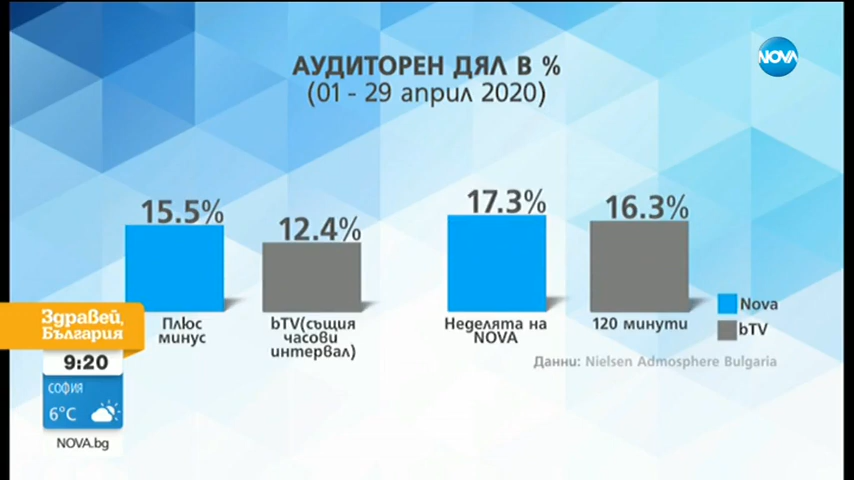 АУДИТОРЕН ДЯЛ В %
(01 - 29 април 2020)
NOVA
15.5%
12.4%
17.3%
16.3%
Плюс
минус
bTV(същия
часови
интервал)
Неделята на
NOVA
120 минути
Nova
bTV
Данни: Nielsen Admosphere Bulgaria
Здравей,
България
9:20
СОФИЯ
6°C
NOVA.bg